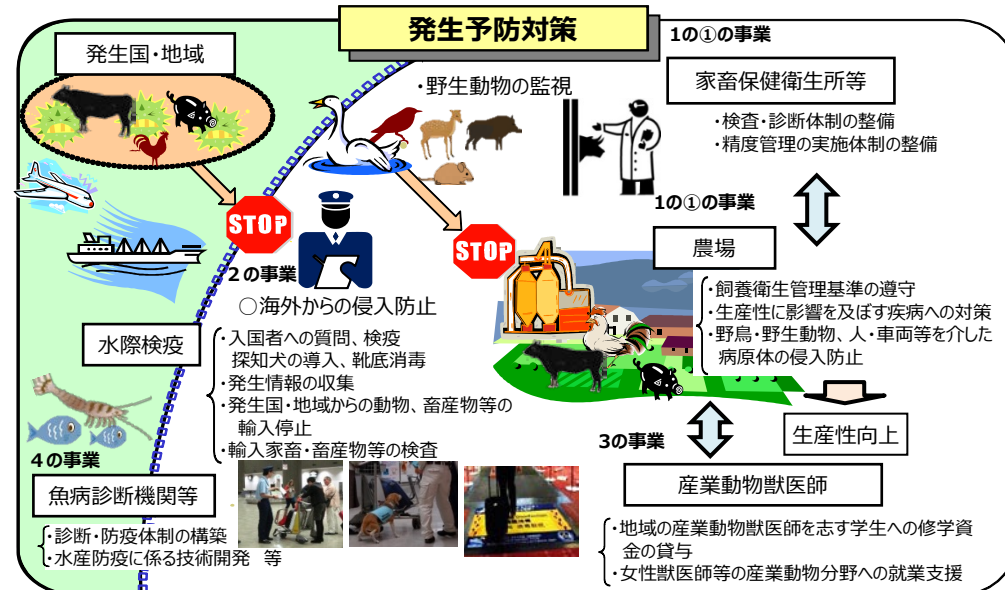 発生予防対策
発生国・地域
・野生動物の監視
1の①の事業
家畜保健衛生所等
・検査・診断体制の整備
・精度管理の実施体制の整備
STOP
STOP
1の①の事業
農場
・飼養衛生管理基準の遵守
・生産性に影響を及ぼす疾病への対策
・野鳥・野生動物、人・車両等を介した
病原体の侵入防止
生産性向上
2の事業
○海外からの侵入防止
水際検疫
・入国者への質問、検疫
探知犬の導入、靴底消毒
・発生情報の収集
・発生国・地域からの動物、畜産物等の
輸入停止
・輸入家畜・畜産物等の検査
4の事業
魚病診断機関等
・診断・防疫体制の構築
・水産防疫に係る技術開発 等
3の事業
産業動物獣医師
・地域の産業動物獣医師を志す学生への修学資
金の貸与
・女性獣医師等の産業動物分野への就業支援